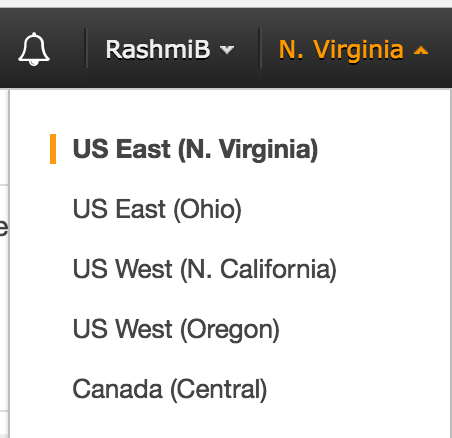 RashmiB N. Virginia
US East (N. Virginia)
US East (Ohio)
US West (N. California)
US West (Oregon)
Canada (Central)